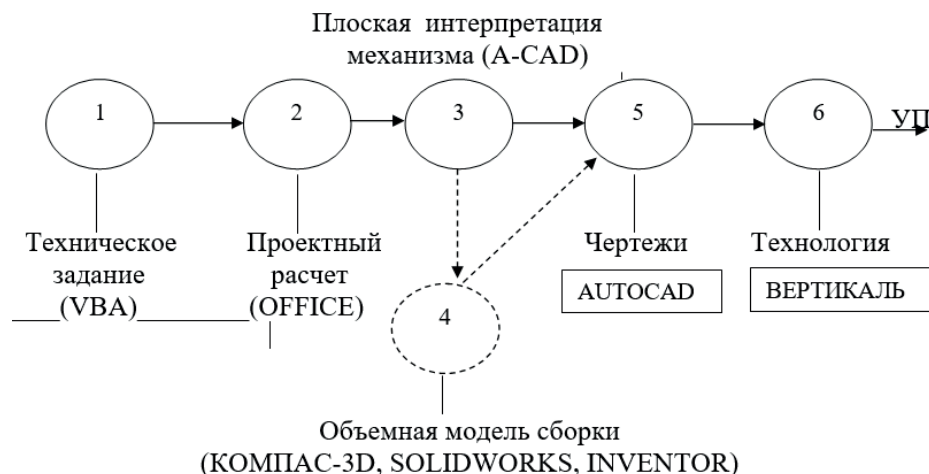 Плоская интерпретация
механизма (A-CAD)
1
2
3
5
6
УП
Техническое
задание
(VBA)
Проектный
расчет
(OFFICE)
Чертежи
AUTOCAD
Технология
ВЕРТИКАЛЬ
4
Объемная модель сборки
(КОМПАС-3D, SOLIDWORKS, INVENTOR)